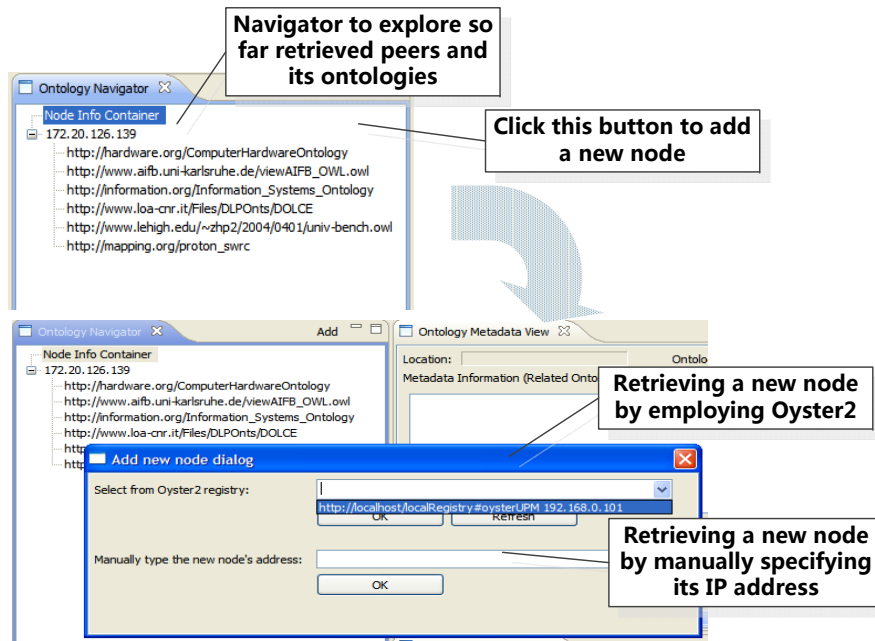 Navigator to explore so
far retrieved peers and
its ontologies
Ontology Navigator
Node Info Container
172.20.126.139
http://hardware.org/ComputerHardwareOntology
http://www.aifb.uni-karlsruhe.de/viewAIFB_OWL.owl
http://information.org/Information_Systems_Ontology
http://www.loa-cnr.it/Files/DLPOnts/DOLCE
http://www.lehigh.edu/~zhp2/2004/0401/univ-bench.owl
http://mapping.org/proton_swrc
Click this button to add
a new node
Ontology Navigator
Add
Node Info Container
172.20.126.139
http://hardware.org/ComputerHardwareOntology
http://www.aifb.uni-karlsruhe.de/viewAIFB_OWL.owl
http://information.org/Information_Systems_Ontology
http://www.loa-cnr.it/Files/DLPOnts/DOLCE
http
http
Ontology Metadata View
Location:
Ontolo
Metadata Information (Related Onto
Retrieving a new node
by employing Oyster2
Add new node dialog
Select from Oyster2 registry:
http://localhost/localRegistry#oysterUPM 192.168.0.101
OK
Refresh
Manually type the new node's address:
OK
Retrieving a new node
by manually specifying
its IP address